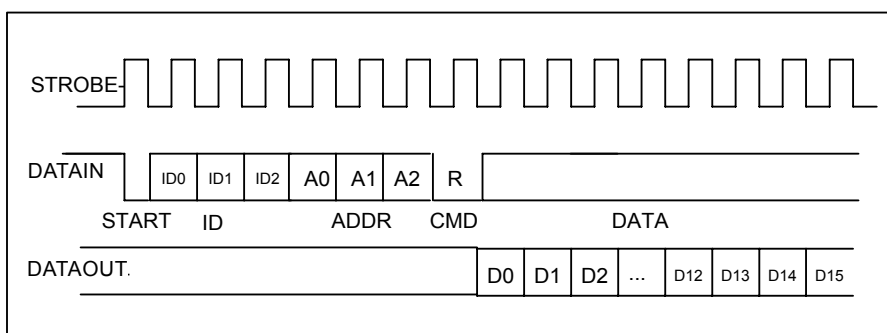 STROBE-
DATAIN ID0 ID1 ID2 A0 A1 A2 R
START ID ADDR CMD DATA
DATAOUT. D0 D1 D2 ... D12 D13 D14 D15